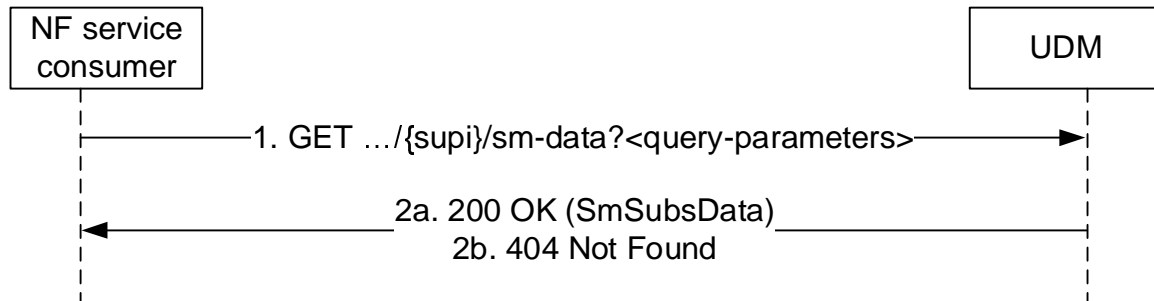 NF service
consumer
UDM
1. GET …/{supi}/sm-data?<query-parameters>
2a. 200 OK (SmSubsData)
2b. 404 Not Found